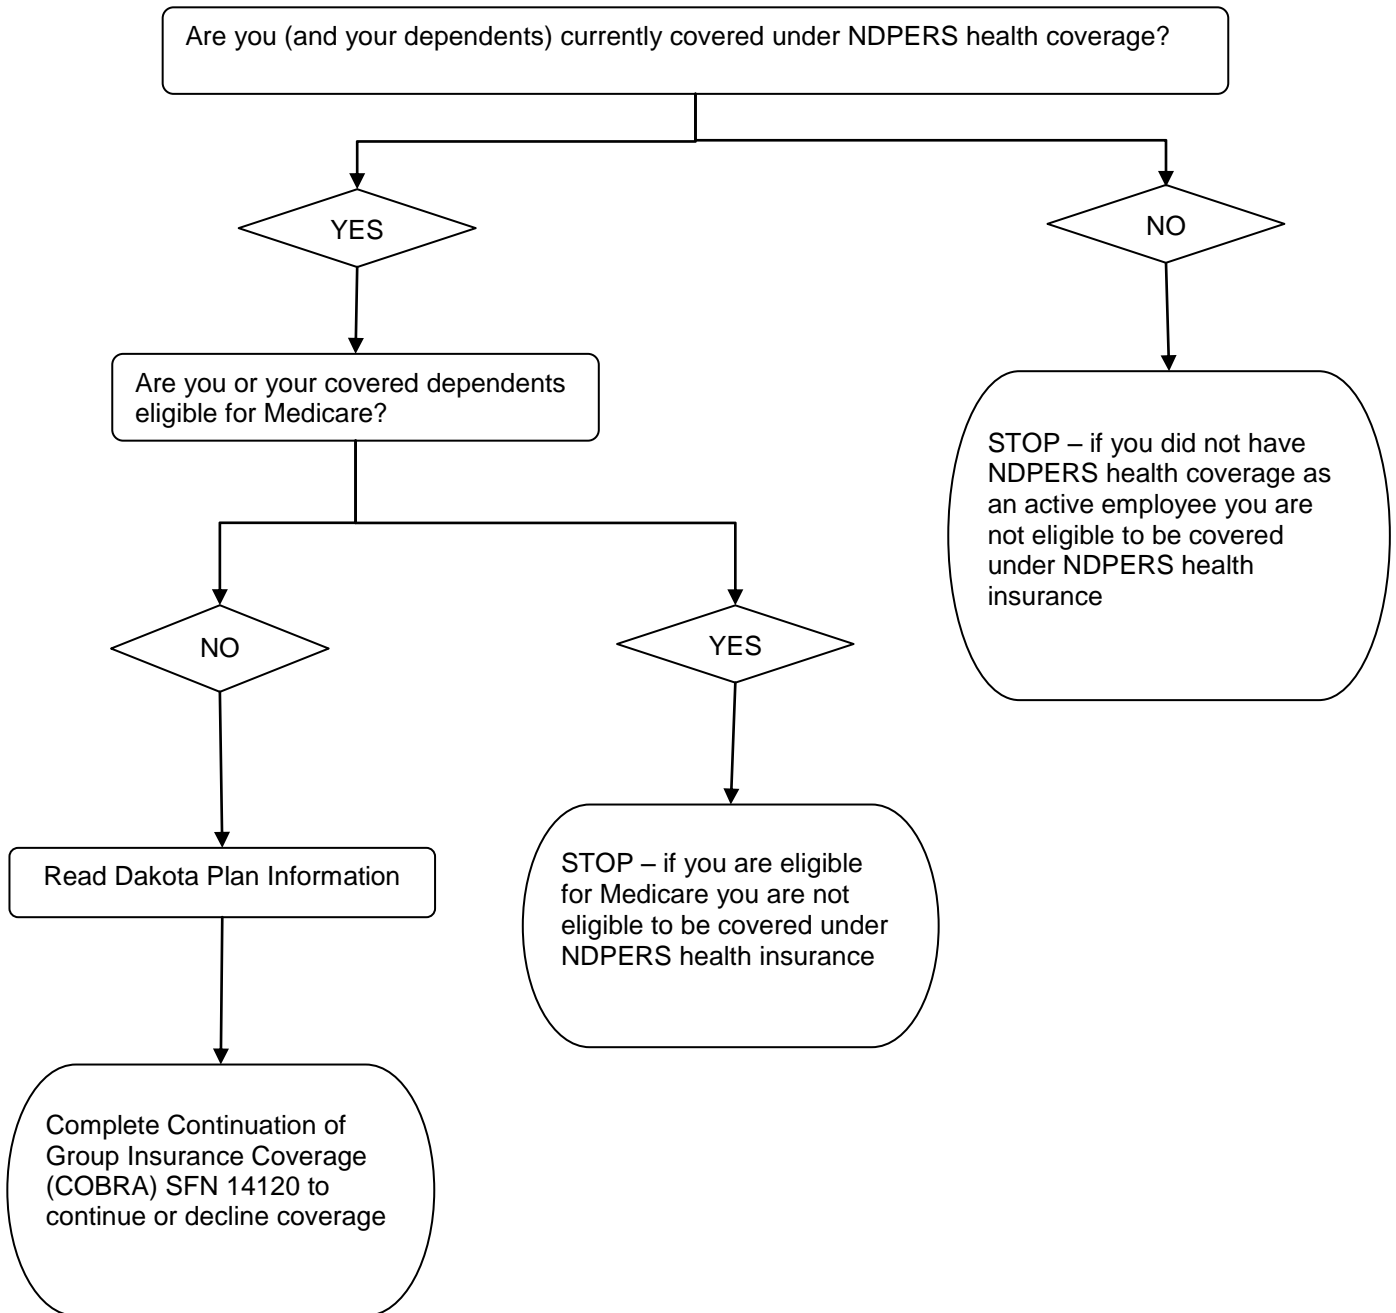 Are you (and your dependents) currently covered under NDPERS health coverage?
YES
NO
Are you or your covered dependents
eligible for Medicare?
STOP – if you did not have
NDPERS health coverage as
an active employee you are
not eligible to be covered
under NDPERS health
insurance
NO
YES
Read Dakota Plan Information
STOP – if you are eligible
for Medicare you are not
eligible to be covered under
NDPERS health insurance
Complete Continuation of
Group Insurance Coverage
(COBRA) SFN 14120 to
continue or decline coverage